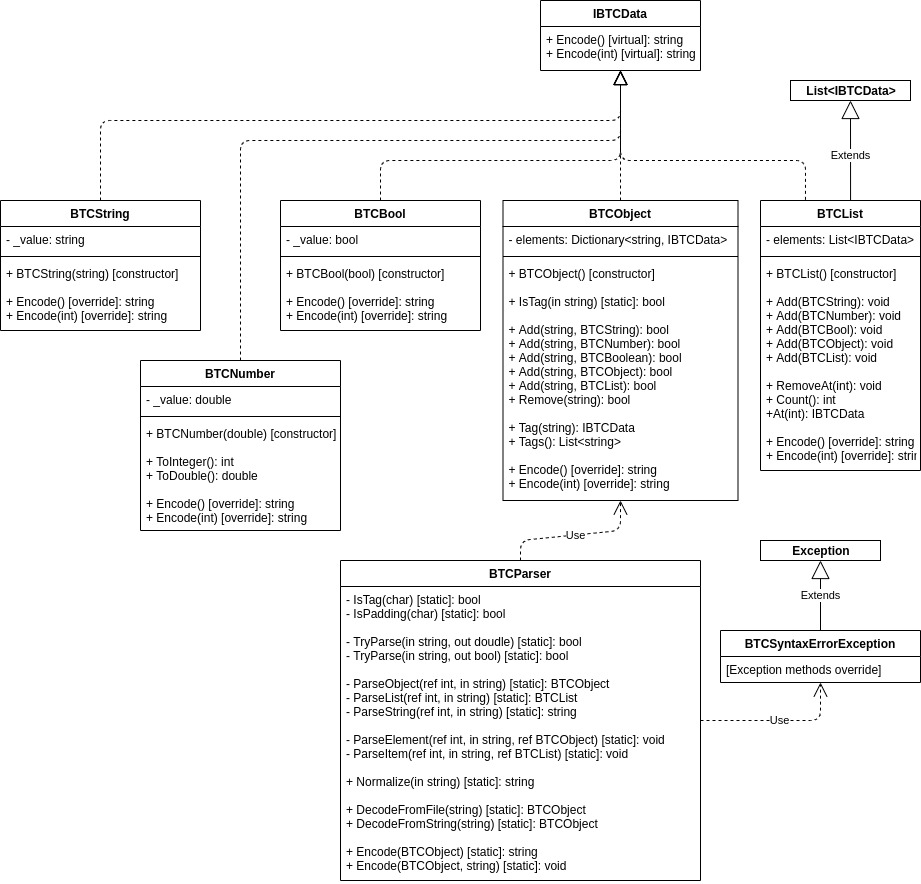 IBTCData
+ Encode() [virtual]: string
+ Encode(int) [virtual]: string
List<IBTCData>
Extends
BTCString
- _value: string
+ BTCString(string) [constructor]
+ Encode() [override]: string
+ Encode(int) [override]: string
BTCBool
- _value: bool
+ BTCBool(bool) [constructor]
+ Encode() [override]: string
+ Encode(int) [override]: string
BTCObject
- elements: Dictionary<string, IBTCData>
+ BTCObject() [constructor]
+ IsTag(in string) [static]: bool
+ Add(string, BTCString): bool
+ Add(string, BTCNumber): bool
+ Add(string, BTCBoolean): bool
+ Add(string, BTCObject): bool
+ Add(string, BTCList): bool
+ Remove(string): bool
+ Tag(string): IBTCData
+ Tags(): List<string>
+ Encode() [override]: string
+ Encode(int) [override]: string
BTCList
- elements: List<IBTCData>
+ BTCList() [constructor]
+ Add(BTCString): void
+ Add(BTCNumber): void
+ Add(BTCBool): void
+ Add(BTCObject): void
+ Add(BTCList): void
+ RemoveAt(int): void
+ Count(): int
+At(int): IBTCData
+ Encode() [override]: string
+ Encode(int) [override]: strin
BTCNumber
- _value: double
+ BTCNumber(double) [constructor]
+ ToInteger(): int
+ ToDouble(): double
+ Encode() [override]: string
+ Encode(int) [override]: string
Use
BTCParser
- IsTag(char) [static]: bool
- IsPadding(char) [static]: bool
- TryParse(in string, out doudle) [static]: bool
- TryParse(in string, out bool) [static]: bool
- ParseObject(ref int, in string) [static]: BTCObject
- ParseList(ref int, in string) [static]: BTCList
- ParseString(ref int, in string) [static]: string
- ParseElement(ref int, in string, ref BTCObject) [static]: void
- ParseItem(ref int, in string, ref BTCList) [static]: void
+ Normalize(in string) [static]: string
+ DecodeFromFile(string) [static]: BTCObject
+ DecodeFromString(string) [static]: BTCObject
+ Encode(BTCObject) [static]: string
+ Encode(BTCObject, string) [static]: void
Exception
Extends
BTCSyntaxErrorException
[Exception methods override]
Use